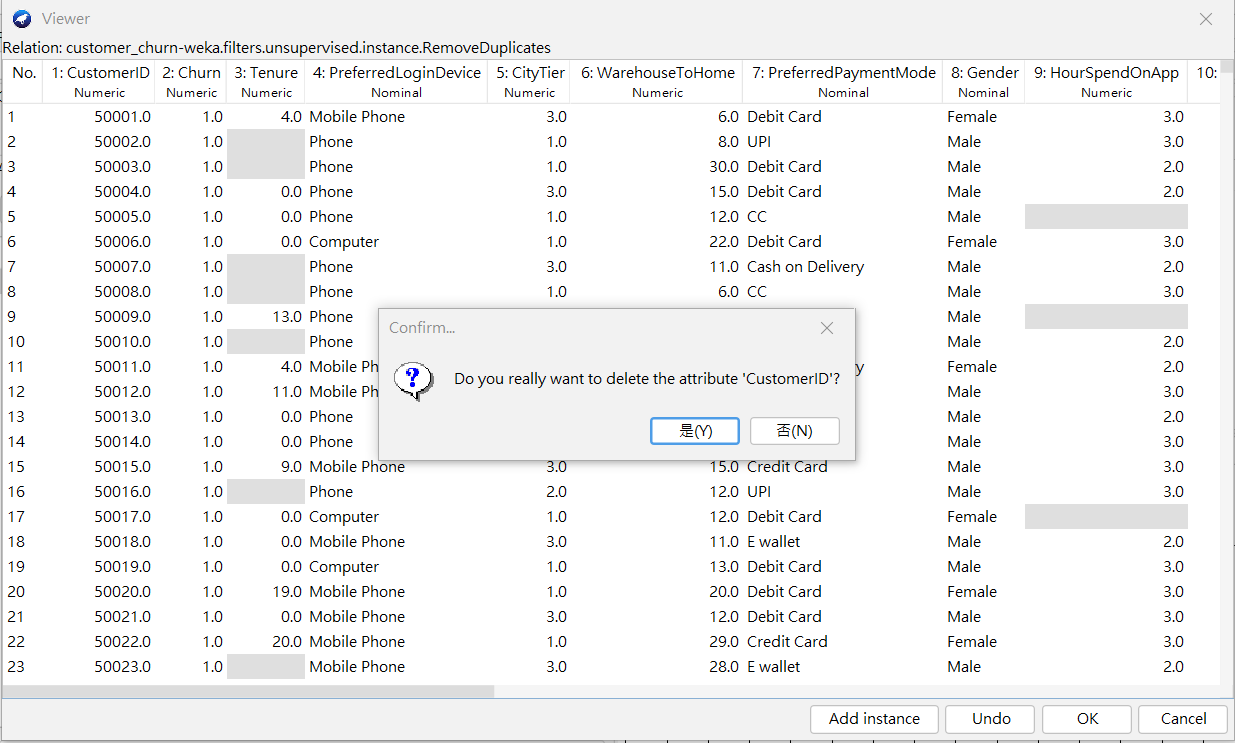 Viewer
Relation: customer_churn-weka.filters.unsupervised.instance.RemoveDuplicates
No. 1: CustomerID 2: Churn 3: Tenure 4: PreferredLoginDevice 5: CityTier 6: WarehouseToHome 7: PreferredPaymentMode 8: Gender 9: HourSpendOnApp 10:
Numeric Numeric Numeric Nominal Numeric Numeric Nominal Nominal Numeric
1 50001.0 1.0 4.0 Mobile Phone 3.0 6.0 Debit Card Female 3.0
2 50002.0 1.0 Phone 1.0 8.0 UPI Male 3.0
3 50003.0 1.0 Phone 1.0 30.0 Debit Card Male 2.0
4 50004.0 1.0 0.0 Phone 3.0 15.0 Debit Card Male 2.0
5 50005.0 1.0 0.0 Phone 1.0 12.0 CC Male
6 50006.0 1.0 0.0 Computer 1.0 22.0 Debit Card Female 3.0
7 50007.0 1.0 Phone 3.0 11.0 Cash on Delivery Male 2.0
8 50008.0 1.0 Phone 1.0 6.0 CC Male 3.0
9 50009.0 1.0 13.0 Phone Male
10 50010.0 1.0 Phone Male 2.0
11 50011.0 1.0 4.0 Mobile Ph y Female 2.0
12 50012.0 1.0 11.0 Mobile Ph Male 3.0
13 50013.0 1.0 0.0 Phone Male 2.0
14 50014.0 1.0 0.0 Phone Male 3.0
Confirm...
Do you really want to delete the attribute 'CustomerID'?
是(Y) 否(N)
15 50015.0 1.0 9.0 Mobile Phone 3.0 15.0 Credit Card Male 3.0
16 50016.0 1.0 Phone 2.0 12.0 UPI Male 3.0
17 50017.0 1.0 0.0 Computer 1.0 12.0 Debit Card Female
18 50018.0 1.0 0.0 Mobile Phone 3.0 11.0 E wallet Male 2.0
19 50019.0 1.0 0.0 Computer 1.0 13.0 Debit Card Male 3.0
20 50020.0 1.0 19.0 Mobile Phone 1.0 20.0 Debit Card Female 3.0
21 50021.0 1.0 0.0 Mobile Phone 3.0 12.0 Debit Card Male 3.0
22 50022.0 1.0 20.0 Mobile Phone 1.0 29.0 Credit Card Female 3.0
23 50023.0 1.0 Mobile Phone 3.0 28.0 E wallet Male 2.0
Add instance Undo OK Cancel